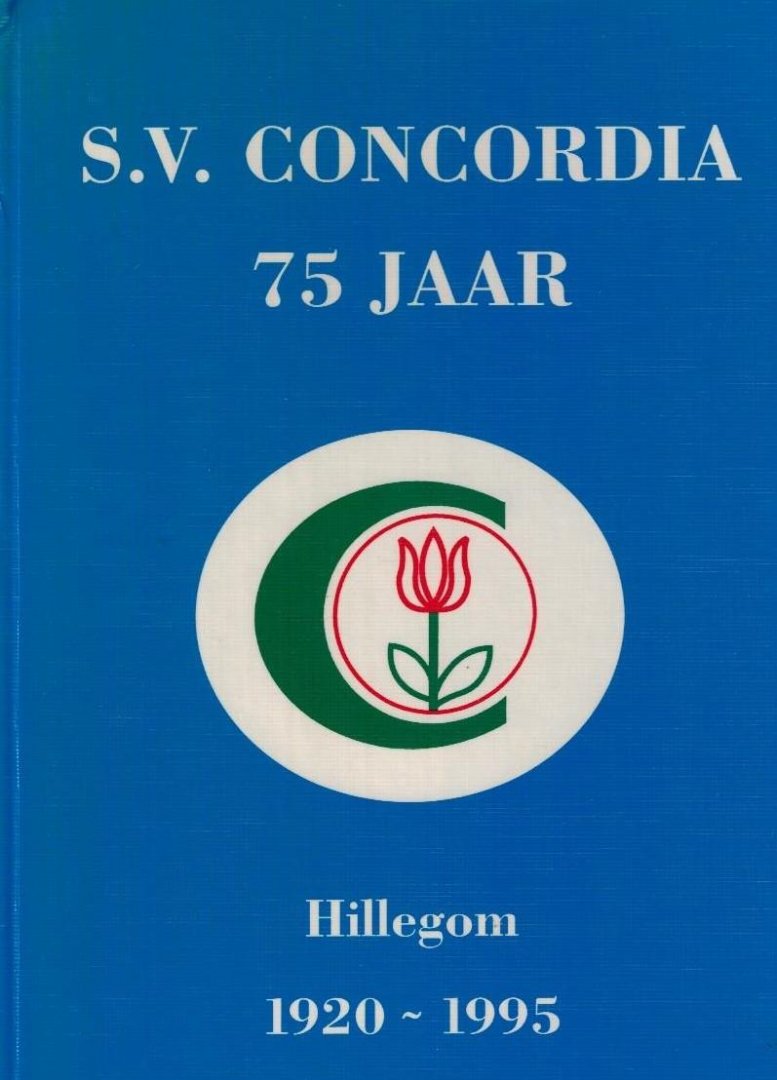 S.V. CONCORDIA
75 JAAR
C
Hillegom
1920 ~ 1995